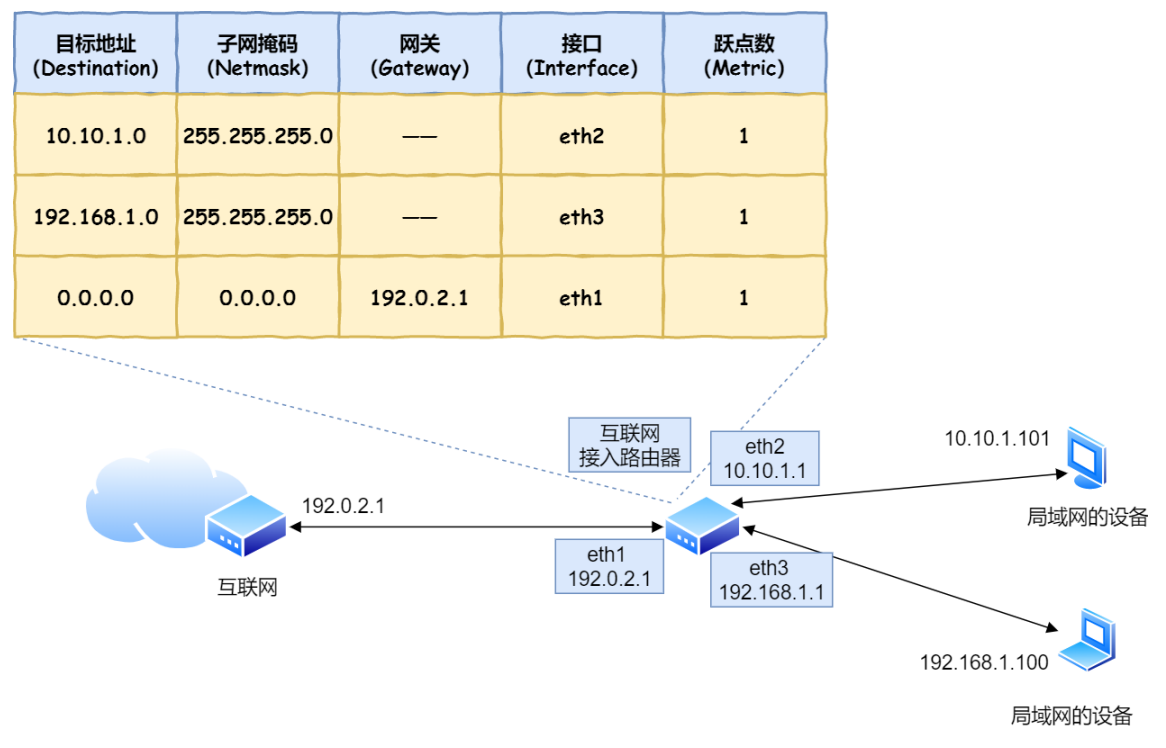 目标地址 子网掩码 网关 接口 跃点数
(Destination) (Netmask) (Gateway) (Interface) (Metric)
10.10.1.0 255.255.255.0 —— eth2 1
192.168.1.0 255.255.255.0 —— eth3 1
0.0.0.0 0.0.0.0 192.0.2.1 eth1 1
互联网
接入路由器
eth2
10.10.1.1
10.10.1.101
局域网的设备
192.0.2.1
互联网
eth1
192.0.2.1
eth3
192.168.1.1
192.168.1.100
局域网的设备